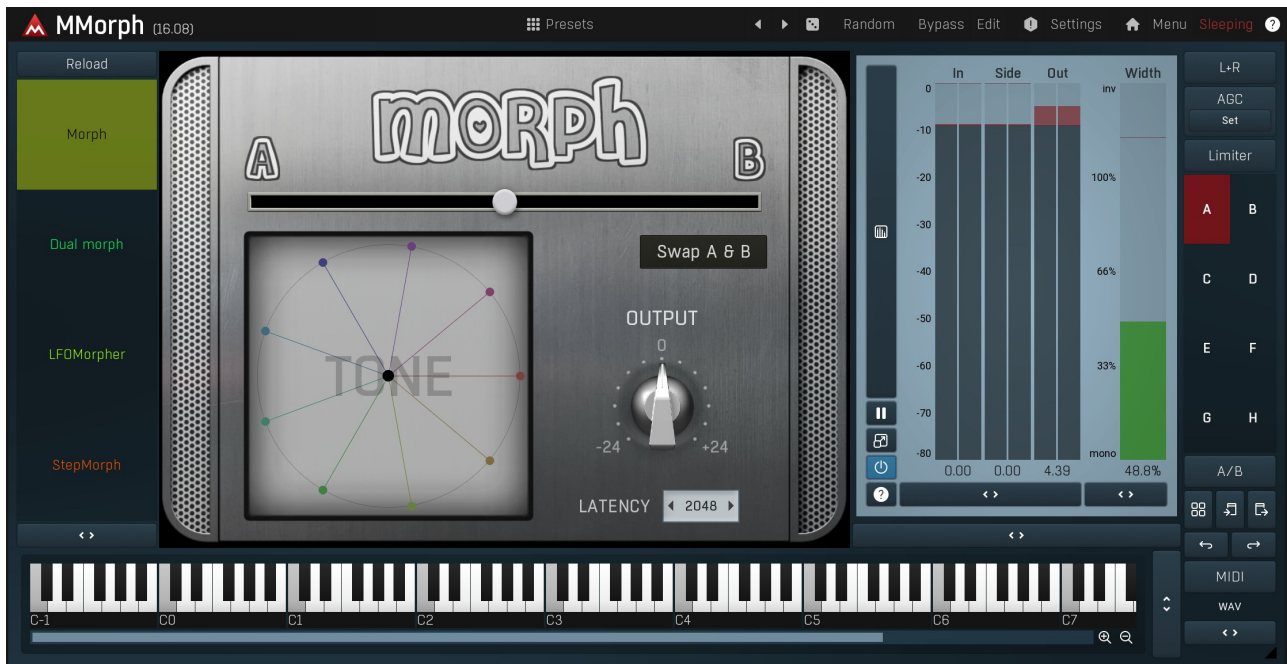 MMorph (16.08)
Presets
Random
Bypass
Edit
Settings
Menu
Sleeping
?
Reload
Morph
Dual morph
LFOMorpher
StepMorph
morph
A
B
Swap A & B
TONE
OUTPUT
0
-24
+24
LATENCY
2048
In
Side
Out
Width
0
-10
-20
-30
-40
-50
-60
-70
-80
inv
100%
66%
33%
mono
0.00
0.00
4.39
48.8%
?
L+R
AGC
Set
Limiter
A B
C D
E F
G H
A/B
MIDI
WAV
C-1 C0 C1 C2 C3 C4 C5 C6 C7